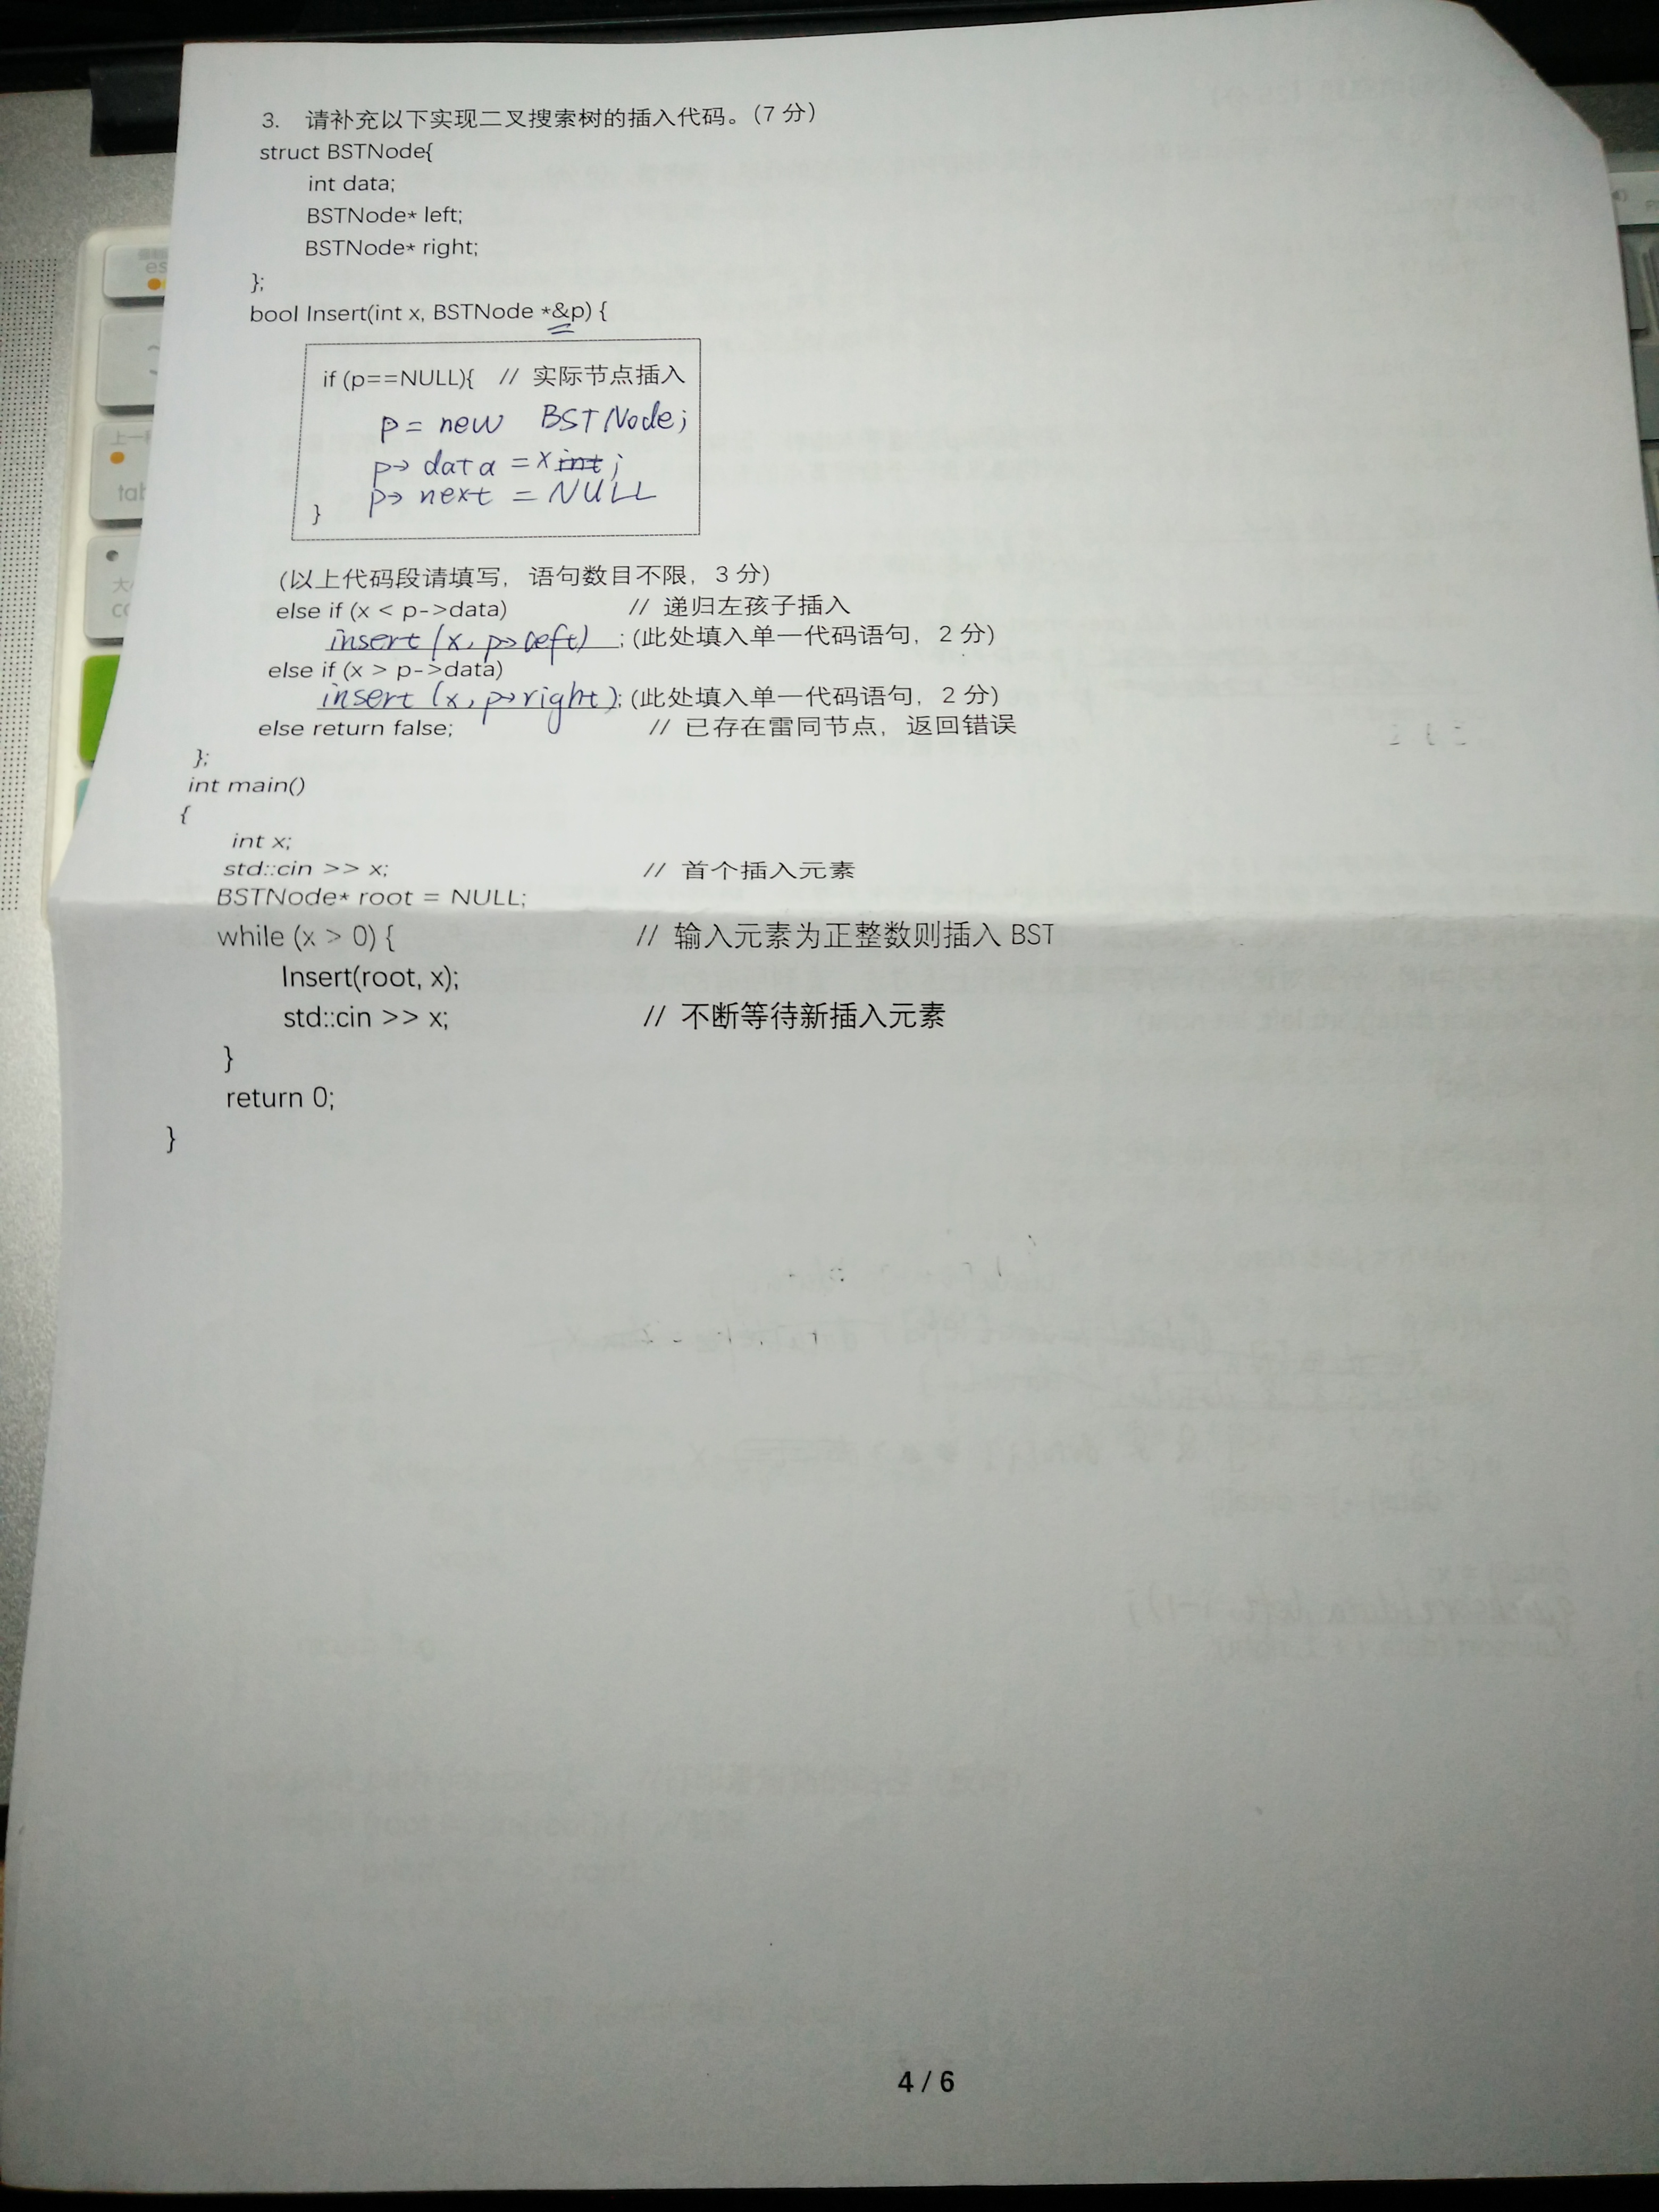 3. 请补充以下实现二叉搜索树的插入代码。(7 分)
struct BSTNode{
int data;
BSTNode* left;
BSTNode* right;
};
bool Insert(int x, BSTNode *&p) {
if (p==NULL){ // 实际节点插入
p = new BSTNode;
p→ data = x int ;
p→ next = NULL
}
(以上代码段请填写，语句数目不限，3 分)
else if (x < p->data) // 递归左孩子插入
insert (x, p→left) ; (此处填入单一代码语句，2 分)
else if (x > p->data)
insert (x, p→right) ; (此处填入单一代码语句，2 分)
else return false; // 已存在雷同节点，返回错误
};
int main()
{
int x;
std::cin >> x; // 首个插入元素
BSTNode* root = NULL;
while (x > 0) { // 输入元素为正整数则插入 BST
Insert(root, x);
std::cin >> x; // 不断等待新插入元素
}
return 0;
}
4 / 6